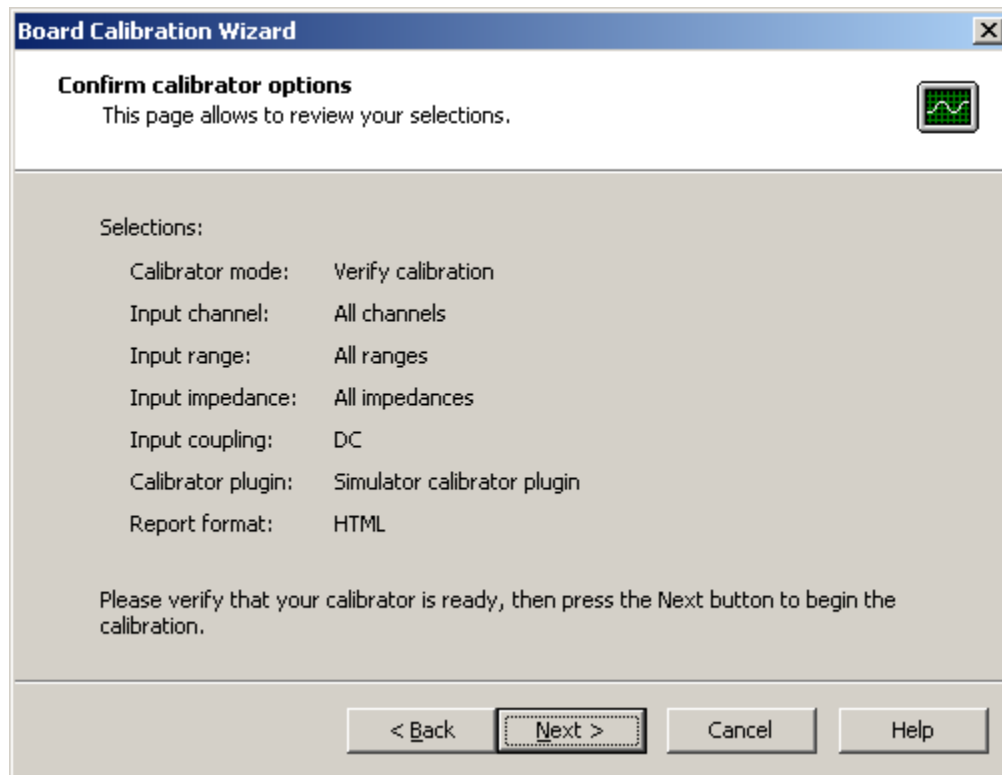 Board Calibration Wizard
Confirm calibrator options
This page allows to review your selections.
Selections:
Calibrator mode: Verify calibration
Input channel: All channels
Input range: All ranges
Input impedance: All impedances
Input coupling: DC
Calibrator plugin: Simulator calibrator plugin
Report format: HTML
Please verify that your calibrator is ready, then press the Next button to begin the
calibration.
< Back Next > Cancel Help